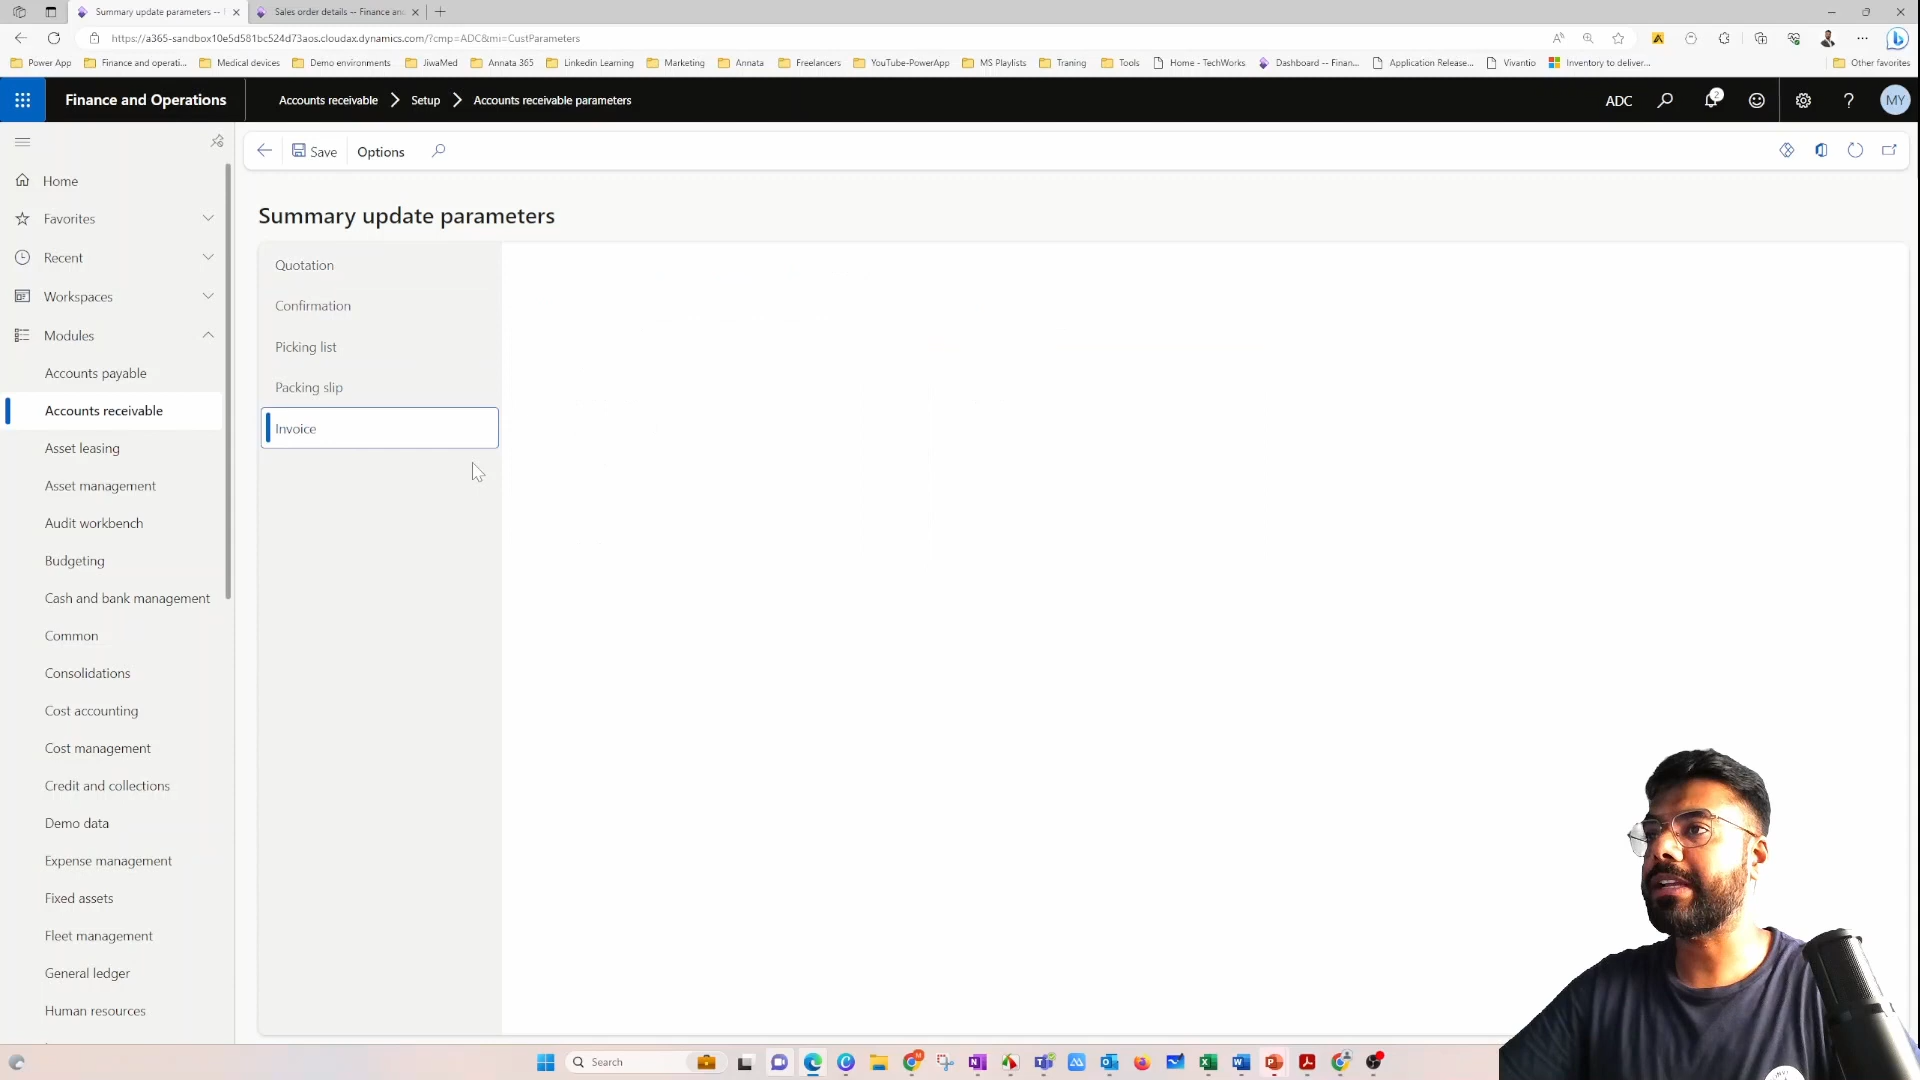 Summary update parameters -- F
Sales order details -- Finance and
https://a365-sandbox10e5d581bc524d73aos.cloudax.dynamics.com/?cmp=ADC&mi=CustParameters
Power App
Finance and operati...
Medical devices
Demo environments
JiwaMed
Annata 365
Linkedin Learning
Marketing
Annata
Freelancers
YouTube-PowerApp
MS Playlists
Traning
Tools
Home - TechWorks
Dashboard -- Finan...
Application Release...
Vivantio
Inventory to deliver...
Other favorites
Finance and Operations
Accounts receivable
Setup
Accounts receivable parameters
ADC
2
MY
Save
Options
Home
Favorites
Recent
Workspaces
Modules
Accounts payable
Accounts receivable
Asset leasing
Asset management
Audit workbench
Budgeting
Cash and bank management
Common
Consolidations
Cost accounting
Cost management
Credit and collections
Demo data
Expense management
Fixed assets
Fleet management
General ledger
Human resources
Summary update parameters
Quotation
Confirmation
Picking list
Packing slip
Invoice
Search